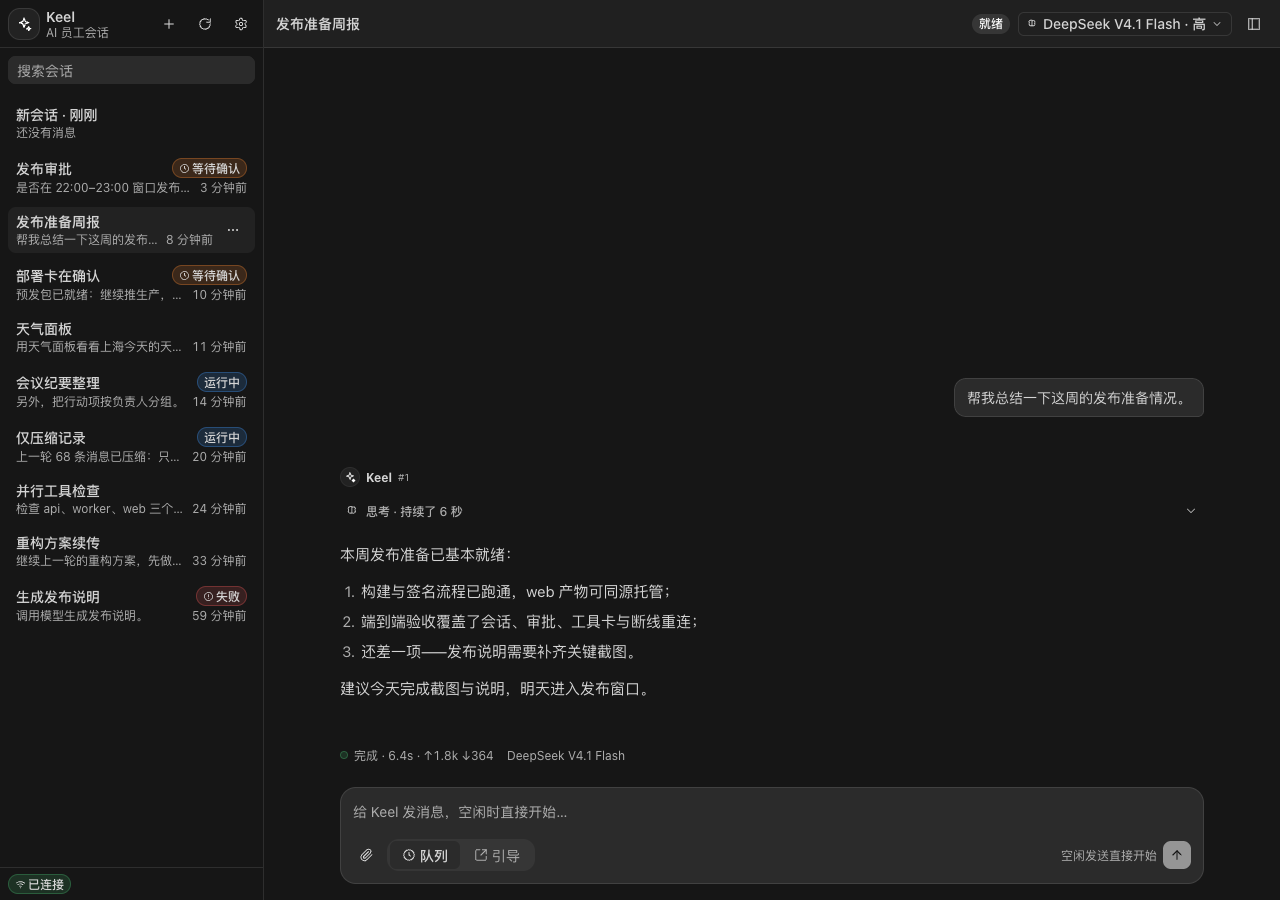 Keel
AI 员工会话
搜索会话
新会话 · 刚刚
还没有消息
发布审批 等待确认
是否在 22:00–23:00 窗口发布... 3 分钟前
发布准备周报
帮我总结一下这周的发布... 8 分钟前
部署卡在确认 等待确认
预发包已就绪：继续推生产，... 10 分钟前
天气面板
用天气面板看看上海今天的天... 11 分钟前
会议纪要整理 运行中
另外，把行动项按负责人分组。 14 分钟前
仅压缩记录 运行中
上一轮 68 条消息已压缩：只... 20 分钟前
并行工具检查
检查 api、worker、web 三个... 24 分钟前
重构方案续传
继续上一轮的重构方案，先做... 33 分钟前
生成发布说明 失败
调用模型生成发布说明。 59 分钟前
已连接
发布准备周报 就绪 DeepSeek V4.1 Flash · 高
帮我总结一下这周的发布准备情况。
Keel #1
思考 · 持续了 6 秒
本周发布准备已基本就绪：
1. 构建与签名流程已跑通，web 产物可同源托管；
2. 端到端验收覆盖了会话、审批、工具卡与断线重连；
3. 还差一项——发布说明需要补齐关键截图。
建议今天完成截图与说明，明天进入发布窗口。
完成 · 6.4s · ↑1.8k ↓364 DeepSeek V4.1 Flash
给 Keel 发消息，空闲时直接开始...
队列 引导 空闲发送直接开始